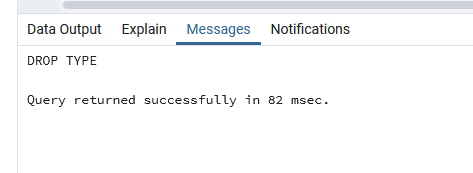 Data Output Explain Messages Notifications
DROP TYPE
Query returned successfully in 82 msec.